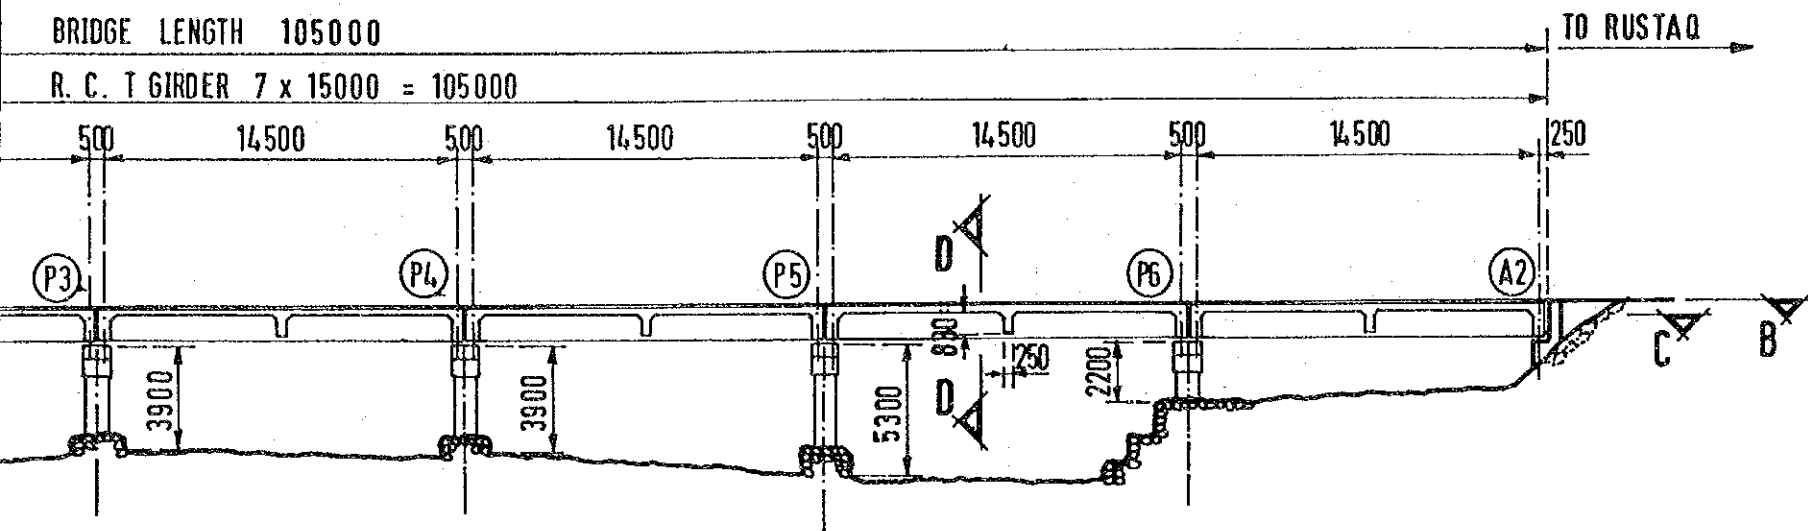 BRIDGE LENGTH 105000
TO RUSTAQ
R. C. T GIRDER 7 x 15000 = 105000
500 14500 500 14500 500 14500 500 14500 250
P3 P4 P5 D P6 A2
800 B
250 C
3900 3900 5300 D 2200